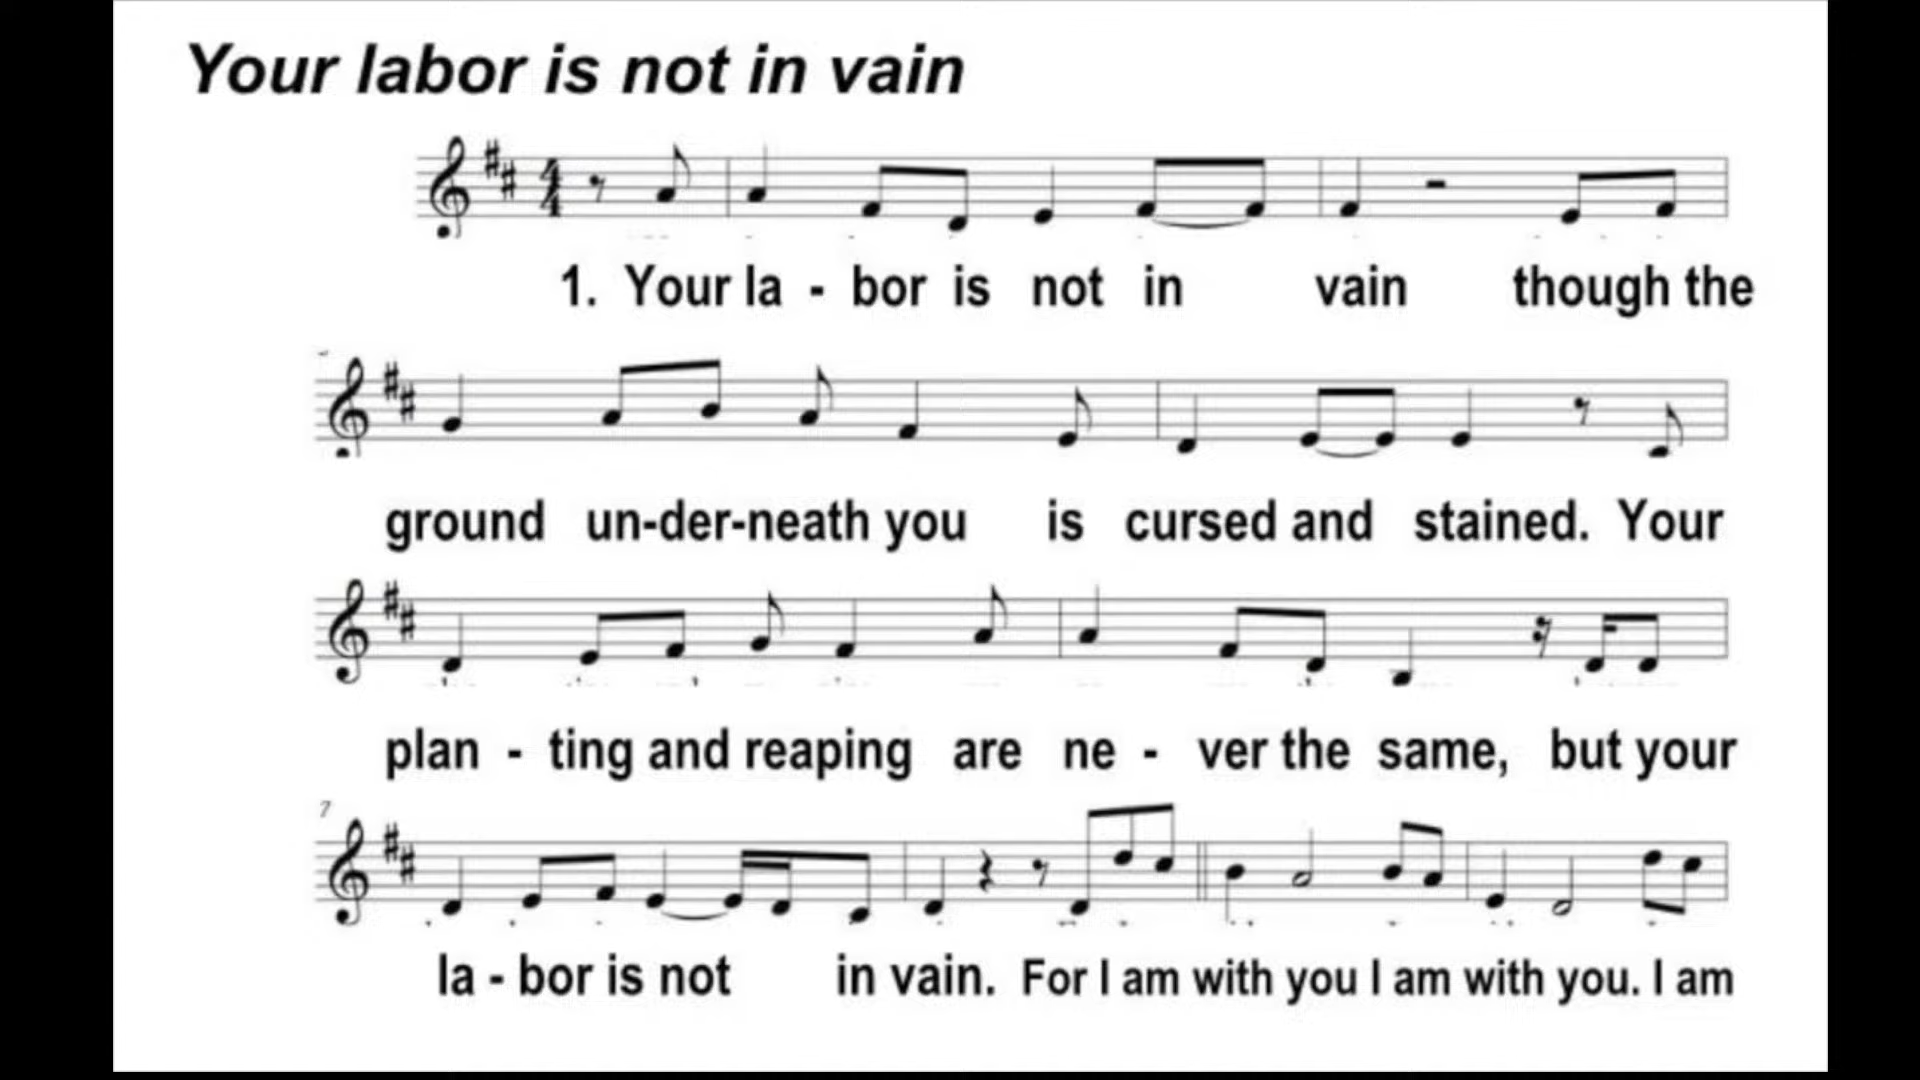 Your labor is not in vain
1. Your la - bor is not in vain though the
ground un-der-neath you is cursed and stained. Your
plan - ting and reaping are ne - ver the same, but your
7
la - bor is not in vain. For I am with you I am with you. I am